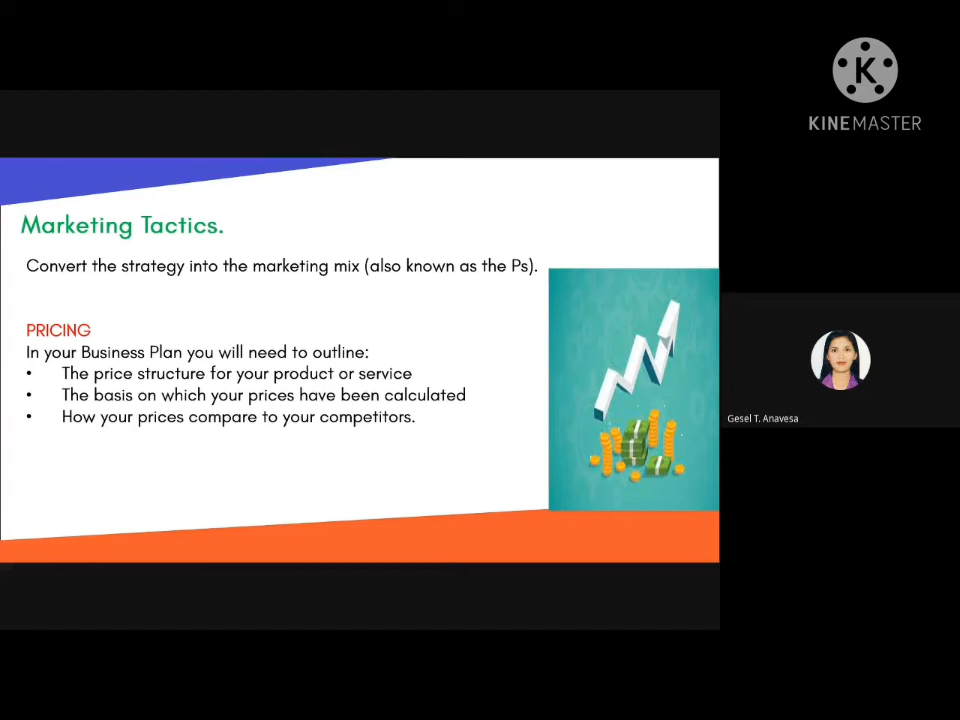 K
KINEMASTER
Marketing Tactics.
Convert the strategy into the marketing mix (also known as the Ps).
PRICING
In your Business Plan you will need to outline:
• The price structure for your product or service
• The basis on which your prices have been calculated
• How your prices compare to your competitors.
Gesel T. Anavesa